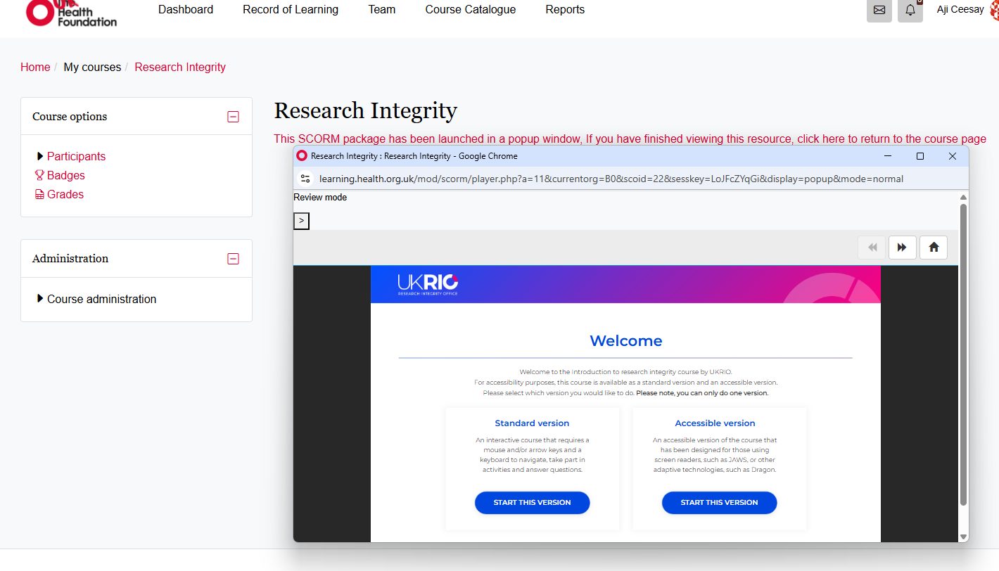 Health
Foundation
Dashboard Record of Learning Team Course Catalogue Reports
Aji Ceesay
Home / My courses / Research Integrity
Course options
Participants
Badges
Grades
Administration
Course administration
Research Integrity
This SCORM package has been launched in a popup window, If you have finished viewing this resource, click here to return to the course page
Research Integrity : Research Integrity - Google Chrome
learning.health.org.uk/mod/scorm/player.php?a=11&currentorg=B0&scoid=22&sesskey=LoJFcZYqGi&display=popup&mode=normal
Review mode
>
UKRIO
RESEARCH INTEGRITY OFFICE
Welcome
Welcome to the Introduction to research integrity course by UKRIO.
For accessibility purposes, this course is available as a standard version and an accessible version.
Please select which version you would like to do. Please note, you can only do one version.
Standard version
An interactive course that requires a
mouse and/or arrow keys and a
keyboard to navigate, take part in
activities and answer questions.
START THIS VERSION
Accessible version
An accessible version of the course that
has been designed for those using
screen readers, such as JAWS, or other
adaptive technologies, such as Dragon.
START THIS VERSION